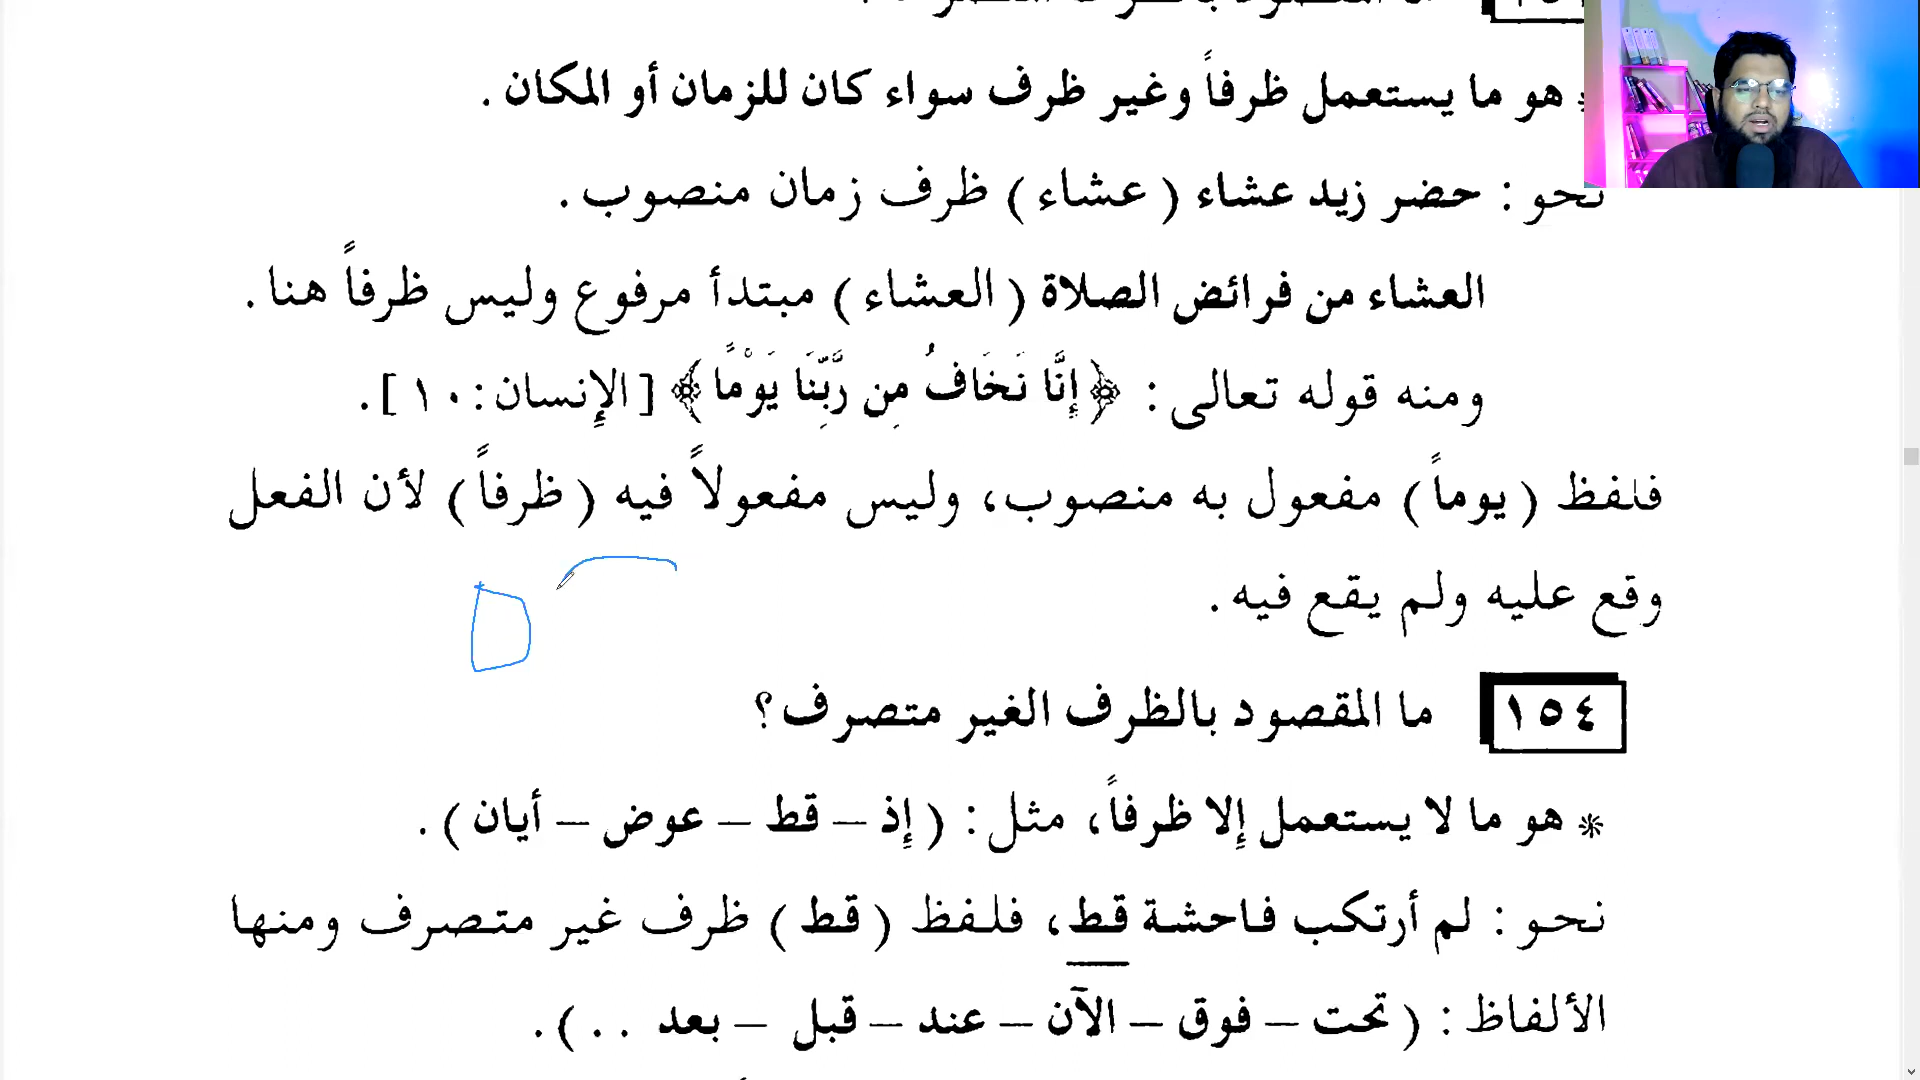 هو ما يستعمل ظرفاً وغير ظرف سواء كان للزمان أو المكان .
نحو : حضر زيد عشاء ( عشاء ) ظرف زمان منصوب .
العشاء من فرائض الصلاة ( العشاء ) مبتدأ مرفوع وليس ظرفاً هنا .
ومنه قوله تعالى : ﴿ إِنَّا نَخَافُ مِن رَّبِّنَا يَوْمًا ﴾ [ الإِنسان : ١٠ ] .
فلفظ ( يوماً ) مفعول به منصوب، وليس مفعولاً فيه ( ظرفاً ) لأن الفعل
وقع عليه ولم يقع فيه .
١٥٤ ما المقصود بالظرف الغير متصرف ؟
* هو ما لا يستعمل إِلا ظرفاً، مثل : ( إِذ – قط – عوض – أيان ) .
نحو : لم أرتكب فاحشة قط، فلفظ ( قط ) ظرف غير متصرف ومنها
الألفاظ : ( تحت – فوق – الآن – عند – قبل – بعد . . ) .